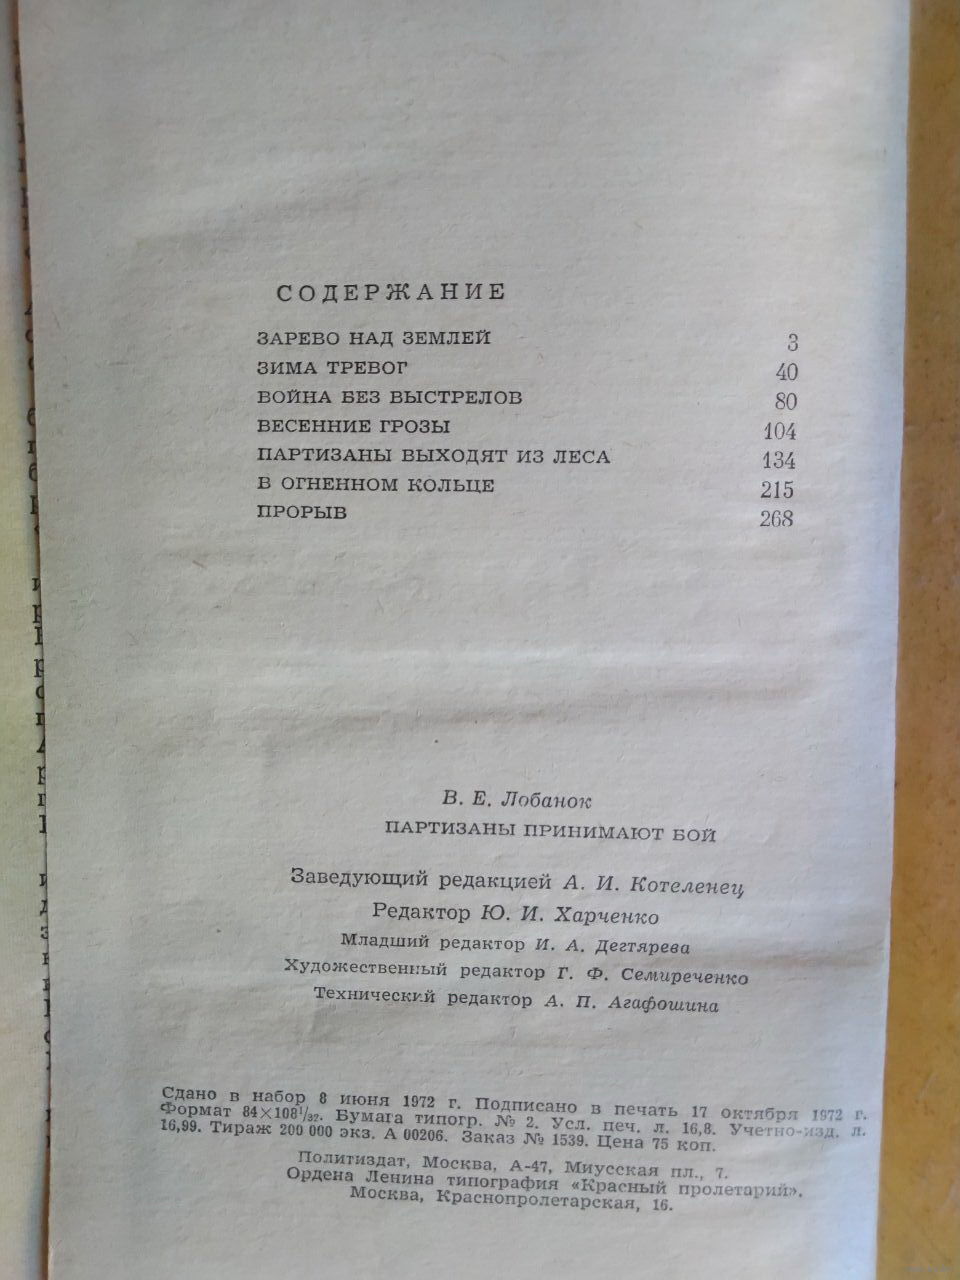 СОДЕРЖАНИЕ
ЗАРЕВО НАД ЗЕМЛЕЙ 3
ЗИМА ТРЕВОГ 40
ВОЙНА БЕЗ ВЫСТРЕЛОВ 80
ВЕСЕННИЕ ГРОЗЫ 104
ПАРТИЗАНЫ ВЫХОДЯТ ИЗ ЛЕСА 134
В ОГНЕННОМ КОЛЬЦЕ 215
ПРОРЫВ 268
В. Е. Лобанок
ПАРТИЗАНЫ ПРИНИМАЮТ БОЙ
Заведующий редакцией А. И. Котеленец
Редактор Ю. И. Харченко
Младший редактор И. А. Дегтярева
Художественный редактор Г. Ф. Семиреченко
Технический редактор А. П. Агафошина
Сдано в набор 8 июня 1972 г. Подписано в печать 17 октября 1972 г.
Формат 84×108¹/₃₂. Бумага типогр. № 2. Усл. печ. л. 16,8. Учетно-изд. л.
16,99. Тираж 200 000 экз. А 00206. Заказ № 1539. Цена 75 коп.
Политиздат, Москва, А-47, Миусская пл., 7.
Ордена Ленина типография «Красный пролетарий».
Москва, Краснопролетарская, 16.